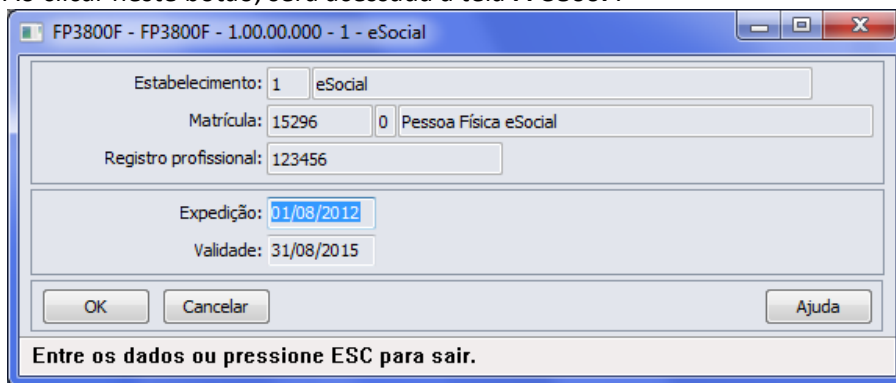 FP3800F - FP3800F - 1.00.00.000 - 1 - eSocial
Estabelecimento: 1 eSocial
Matrícula: 15296 0 Pessoa Física eSocial
Registro profissional: 123456
Expedição: 01/08/2012
Validade: 31/08/2015
OK Cancelar Ajuda
Entre os dados ou pressione ESC para sair.